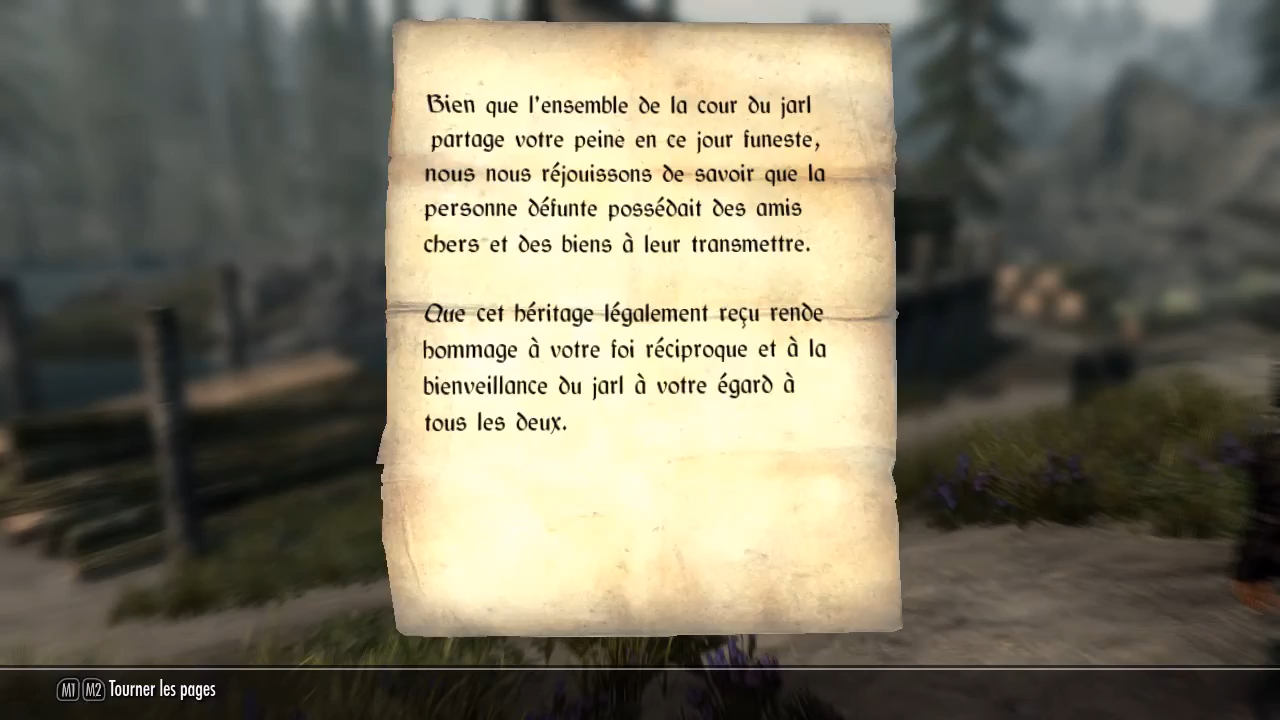 Bien que l'ensemble de la cour du jarl
partage votre peine en ce jour funeste,
nous nous réjouissons de savoir que la
personne défunte possédait des amis
chers et des biens à leur transmettre.
Que cet héritage légalement reçu rende
hommage à votre foi réciproque et à la
bienveillance du jarl à votre égard à
tous les deux.
M1 M2 Tourner les pages